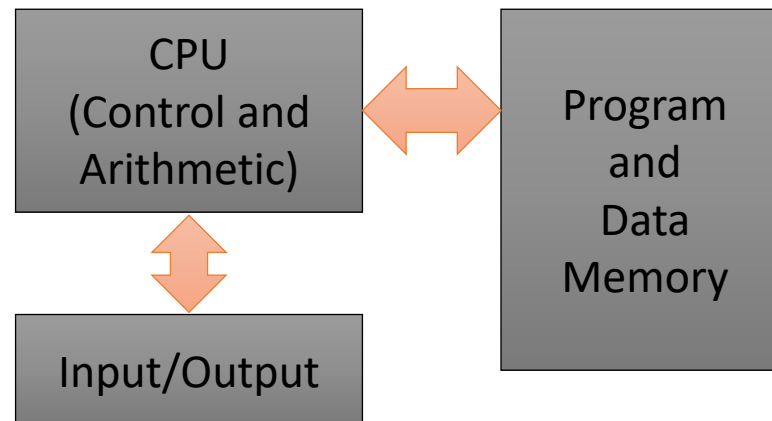 CPU
(Control and
Arithmetic)
Program
and
Data
Memory
Input/Output